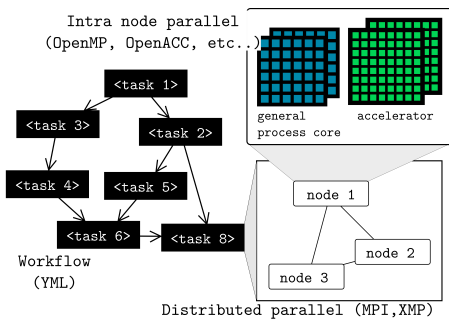 Intra node parallel
(OpenMP, OpenACC, etc..)
general
process core
accelerator
<task 1>
<task 3>
<task 2>
<task 4>
<task 5>
<task 6>
<task 8>
node 1
node 2
node 3
Workflow
(YML)
Distributed parallel (MPI,XMP)